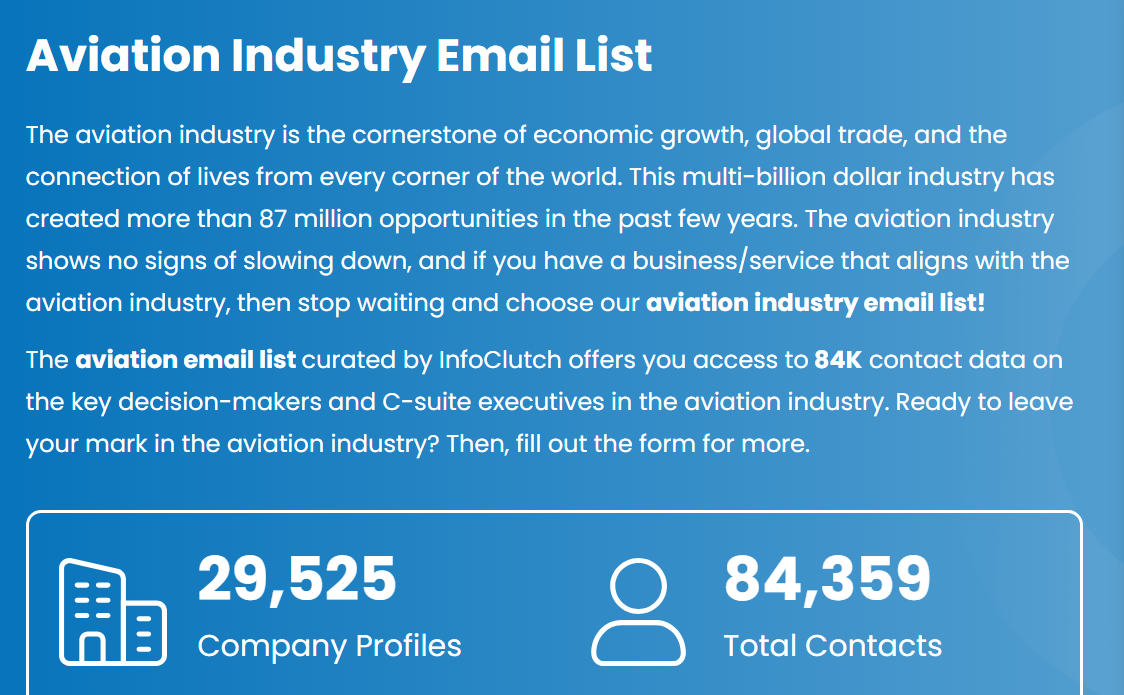 Aviation Industry Email List
The aviation industry is the cornerstone of economic growth, global trade, and the
connection of lives from every corner of the world. This multi-billion dollar industry has
created more than 87 million opportunities in the past few years. The aviation industry
shows no signs of slowing down, and if you have a business/service that aligns with the
aviation industry, then stop waiting and choose our aviation industry email list!
The aviation email list curated by InfoClutch offers you access to 84K contact data on
the key decision-makers and C-suite executives in the aviation industry. Ready to leave
your mark in the aviation industry? Then, fill out the form for more.
29,525
Company Profiles
84,359
Total Contacts